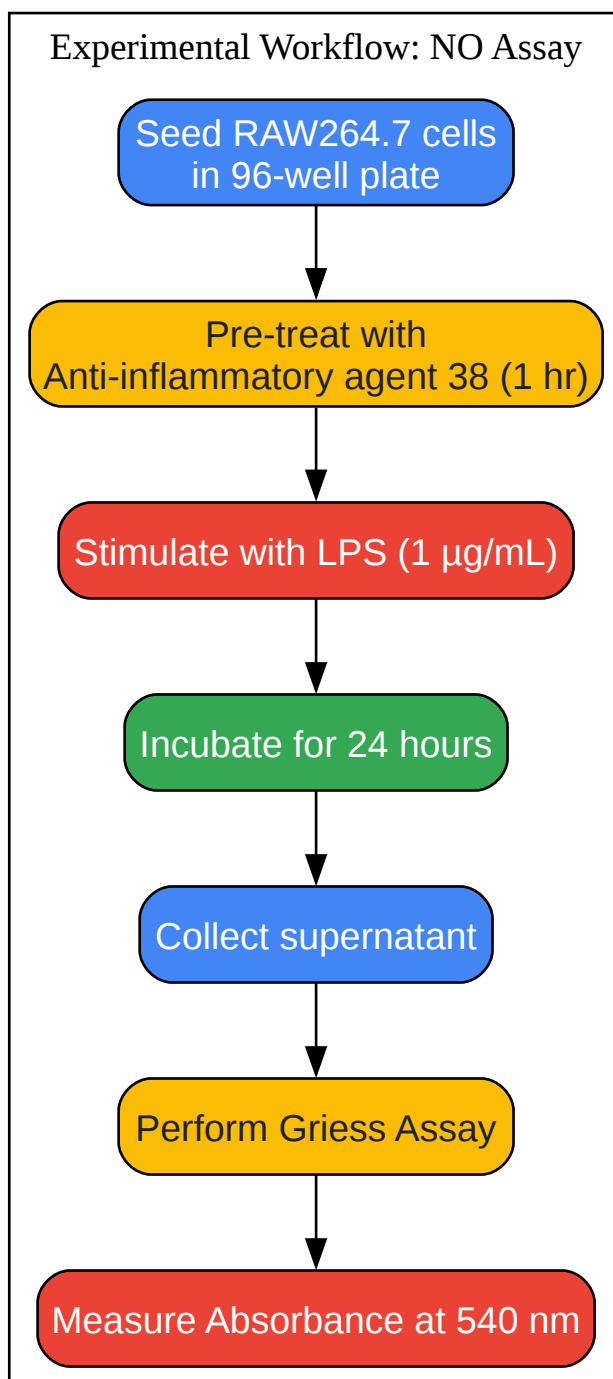 Experimental Workflow: NO Assay
Seed RAW264.7 cells
in 96-well plate
Pre-treat with
Anti-inflammatory agent 38 (1 hr)
Stimulate with LPS (1 µg/mL)
Incubate for 24 hours
Collect supernatant
Perform Griess Assay
Measure Absorbance at 540 nm